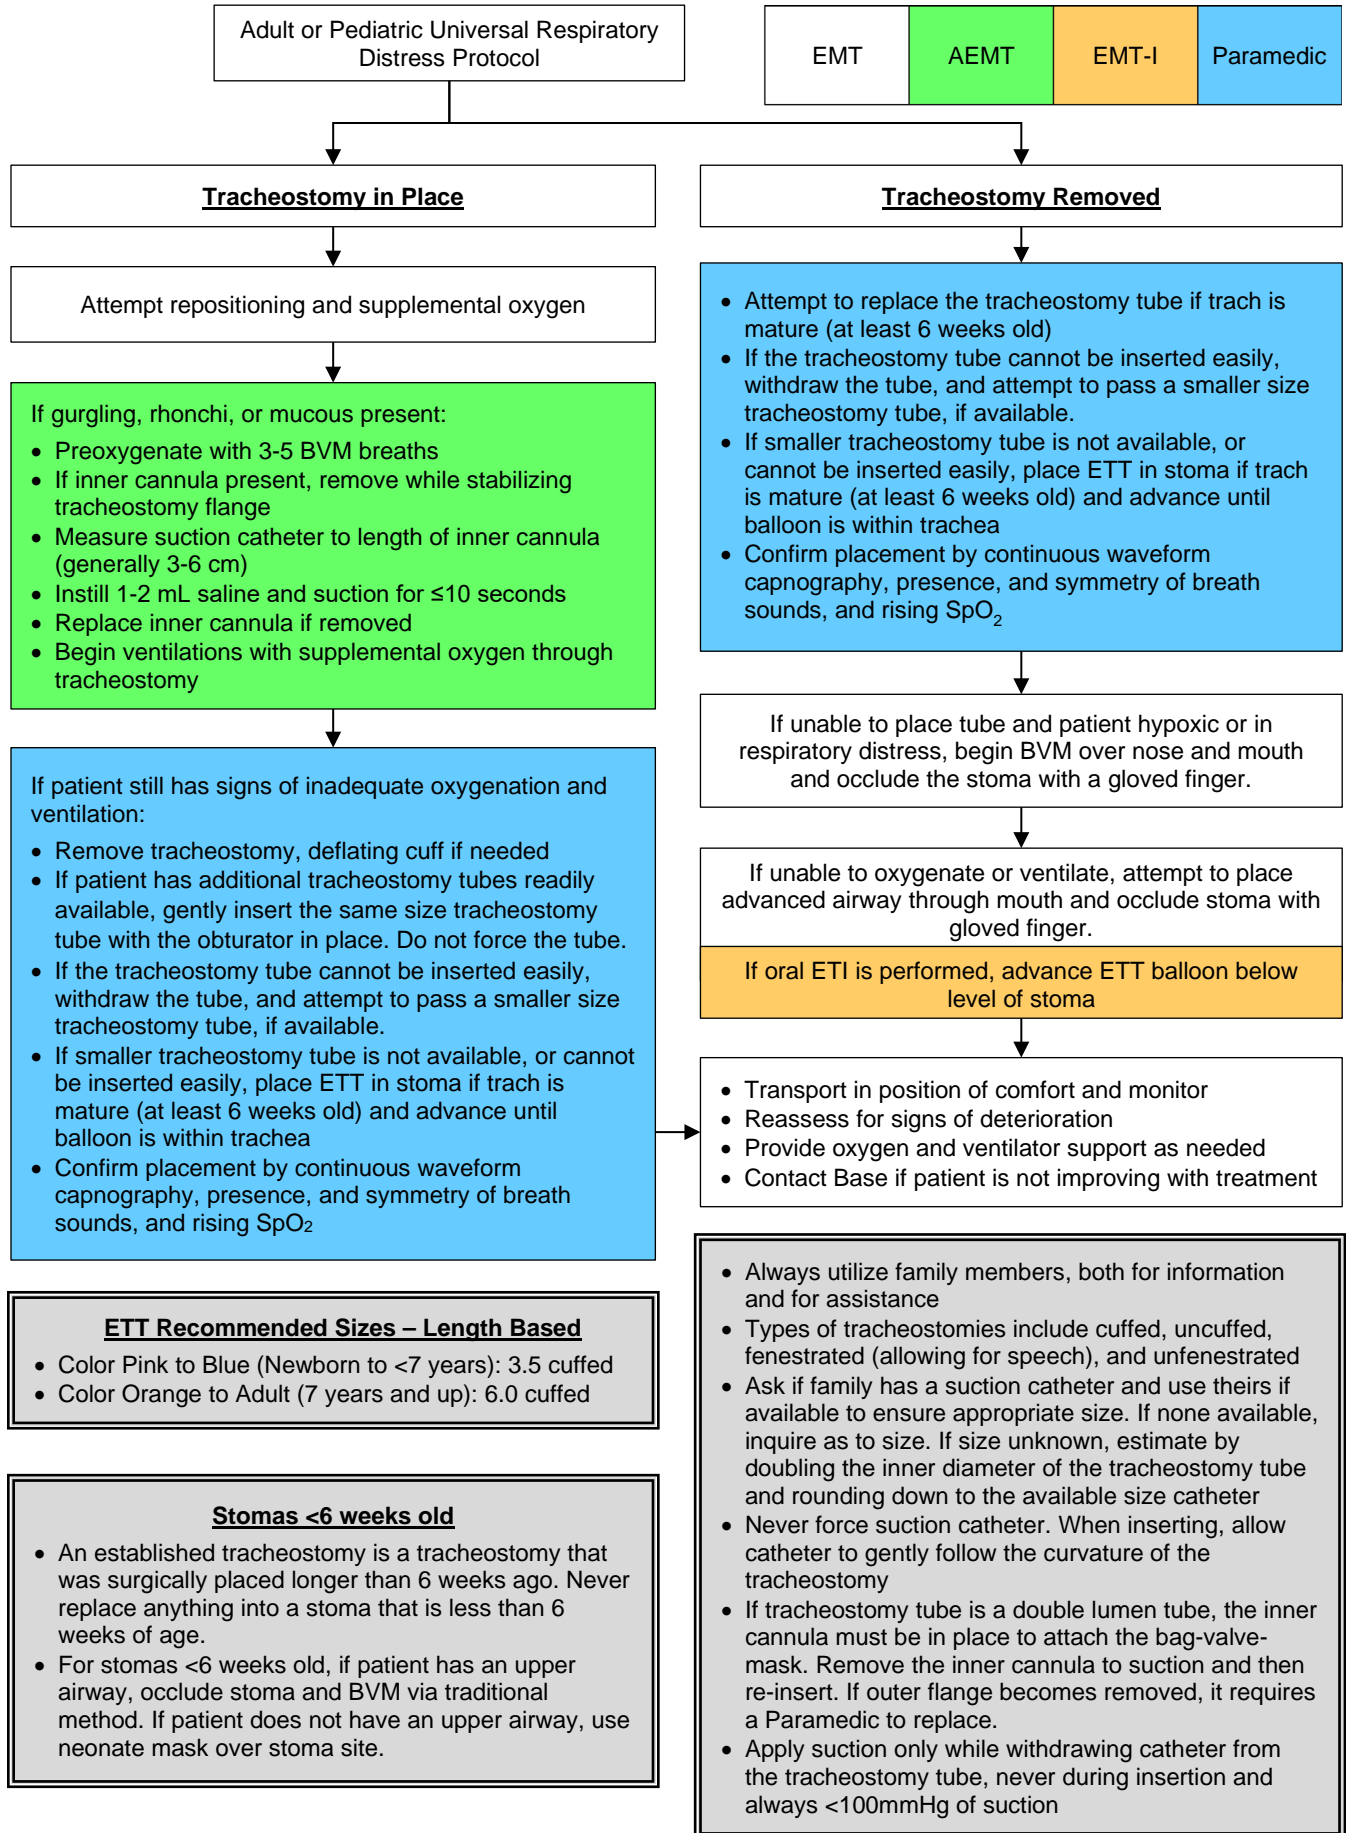 Adult or Pediatric Universal Respiratory
Distress Protocol
EMT
AEMT
EMT-I
Paramedic
Tracheostomy in Place
Attempt repositioning and supplemental oxygen
If gurgling, rhonchi, or mucous present:
• Preoxygenate with 3-5 BVM breaths
• If inner cannula present, remove while stabilizing
tracheostomy flange
• Measure suction catheter to length of inner cannula
(generally 3-6 cm)
• Instill 1-2 mL saline and suction for ≤10 seconds
• Replace inner cannula if removed
• Begin ventilations with supplemental oxygen through
tracheostomy
If patient still has signs of inadequate oxygenation and
ventilation:
• Remove tracheostomy, deflating cuff if needed
• If patient has additional tracheostomy tubes readily
available, gently insert the same size tracheostomy
tube with the obturator in place. Do not force the tube.
• If the tracheostomy tube cannot be inserted easily,
withdraw the tube, and attempt to pass a smaller size
tracheostomy tube, if available.
• If smaller tracheostomy tube is not available, or cannot
be inserted easily, place ETT in stoma if trach is
mature (at least 6 weeks old) and advance until
balloon is within trachea
• Confirm placement by continuous waveform
capnography, presence, and symmetry of breath
sounds, and rising SpO2
Tracheostomy Removed
• Attempt to replace the tracheostomy tube if trach is
mature (at least 6 weeks old)
• If the tracheostomy tube cannot be inserted easily,
withdraw the tube, and attempt to pass a smaller size
tracheostomy tube, if available.
• If smaller tracheostomy tube is not available, or
cannot be inserted easily, place ETT in stoma if trach
is mature (at least 6 weeks old) and advance until
balloon is within trachea
• Confirm placement by continuous waveform
capnography, presence, and symmetry of breath
sounds, and rising SpO2
If unable to place tube and patient hypoxic or in
respiratory distress, begin BVM over nose and mouth
and occlude the stoma with a gloved finger.
If unable to oxygenate or ventilate, attempt to place
advanced airway through mouth and occlude stoma with
gloved finger.
If oral ETI is performed, advance ETT balloon below
level of stoma
• Transport in position of comfort and monitor
• Reassess for signs of deterioration
• Provide oxygen and ventilator support as needed
• Contact Base if patient is not improving with treatment
ETT Recommended Sizes – Length Based
• Color Pink to Blue (Newborn to <7 years): 3.5 cuffed
• Color Orange to Adult (7 years and up): 6.0 cuffed
Stomas <6 weeks old
• An established tracheostomy is a tracheostomy that
was surgically placed longer than 6 weeks ago. Never
replace anything into a stoma that is less than 6
weeks of age.
• For stomas <6 weeks old, if patient has an upper
airway, occlude stoma and BVM via traditional
method. If patient does not have an upper airway, use
neonate mask over stoma site.
• Always utilize family members, both for information
and for assistance
• Types of tracheostomies include cuffed, uncuffed,
fenestrated (allowing for speech), and unfenestrated
• Ask if family has a suction catheter and use theirs if
available to ensure appropriate size. If none available,
inquire as to size. If size unknown, estimate by
doubling the inner diameter of the tracheostomy tube
and rounding down to the available size catheter
• Never force suction catheter. When inserting, allow
catheter to gently follow the curvature of the
tracheostomy
• If tracheostomy tube is a double lumen tube, the inner
cannula must be in place to attach the bag-valve-
mask. Remove the inner cannula to suction and then
re-insert. If outer flange becomes removed, it requires
a Paramedic to replace.
• Apply suction only while withdrawing catheter from
the tracheostomy tube, never during insertion and
always <100mmHg of suction